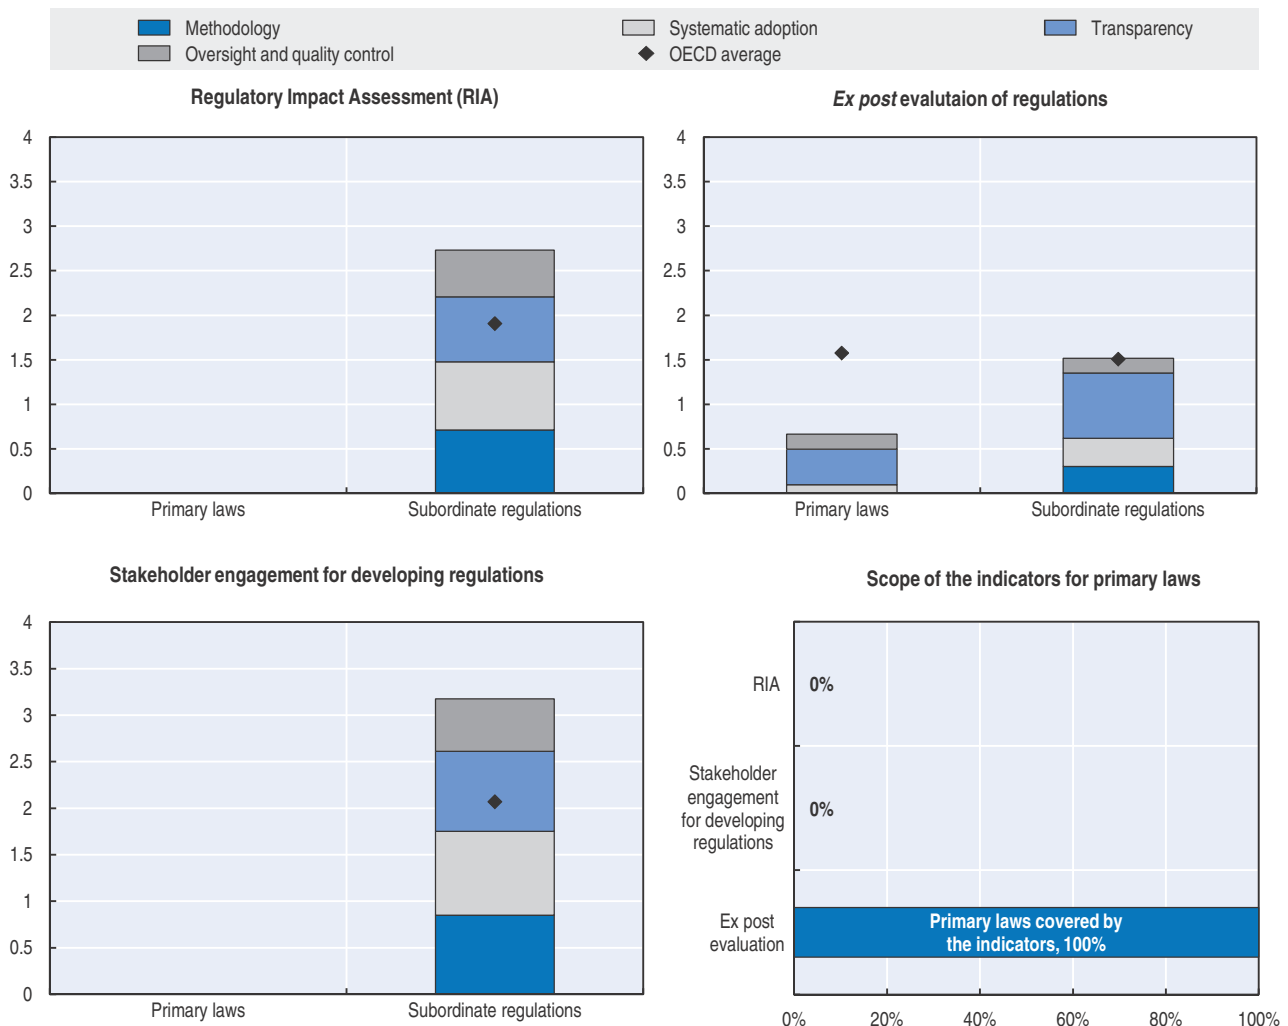 Methodology
Systematic adoption
Transparency
Oversight and quality control
OECD average
Regulatory Impact Assessment (RIA)
4
3.5
3
2.5
2
1.5
1
0.5
0
Primary laws
Subordinate regulations
Ex post evalutaion of regulations
4
3.5
3
2.5
2
1.5
1
0.5
0
Primary laws
Subordinate regulations
Stakeholder engagement for developing regulations
4
3.5
3
2.5
2
1.5
1
0.5
0
Primary laws
Subordinate regulations
Scope of the indicators for primary laws
RIA
0%
Stakeholder
engagement
for developing
regulations
0%
Ex post
evaluation
Primary laws covered by
the indicators, 100%
0%
20%
40%
60%
80%
100%